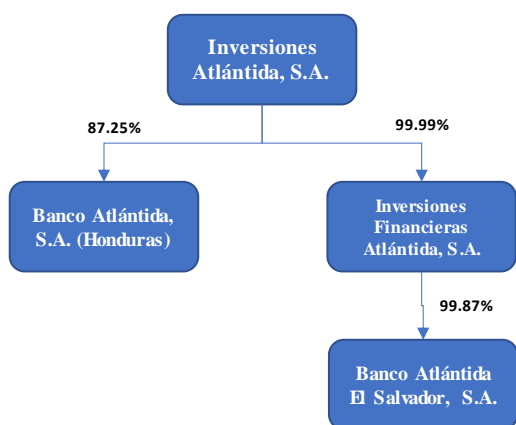 Inversiones
Atlántida, S.A.
87.25%
99.99%
Banco Atlántida,
S.A. (Honduras)
Inversiones
Financieras
Atlántida, S.A.
99.87%
Banco Atlántida
El Salvador, S.A.